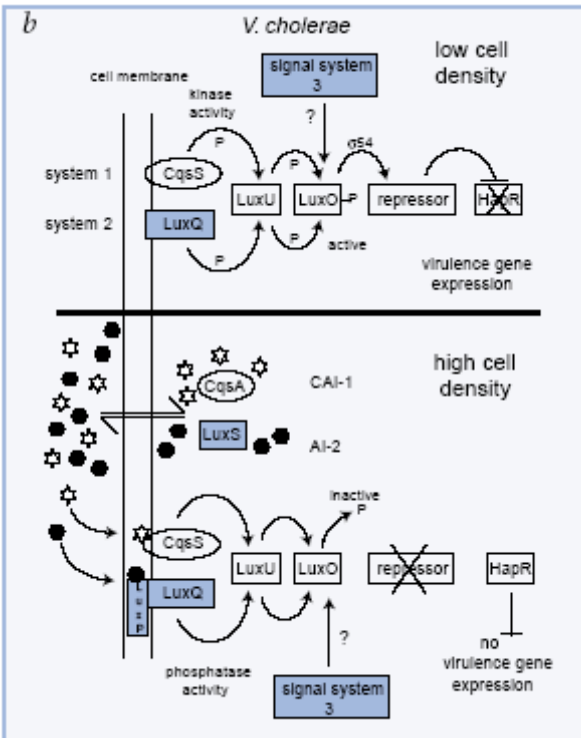 b
V. cholerae
low cell
density
signal system
3
cell membrane
kinase
activity
?
P
P
σ54
system 1
CqsS
LuxU
LuxO
P
repressor
HapR
system 2
LuxQ
P
P
active
virulence gene
expression
high cell
density
CqsA
CAI-1
LuxS
AI-2
inactive
P
CqsS
LuxU
LuxO
repressor
HapR
LuxP
LuxQ
?
no
virulence gene
expression
phosphatase
activity
signal system
3